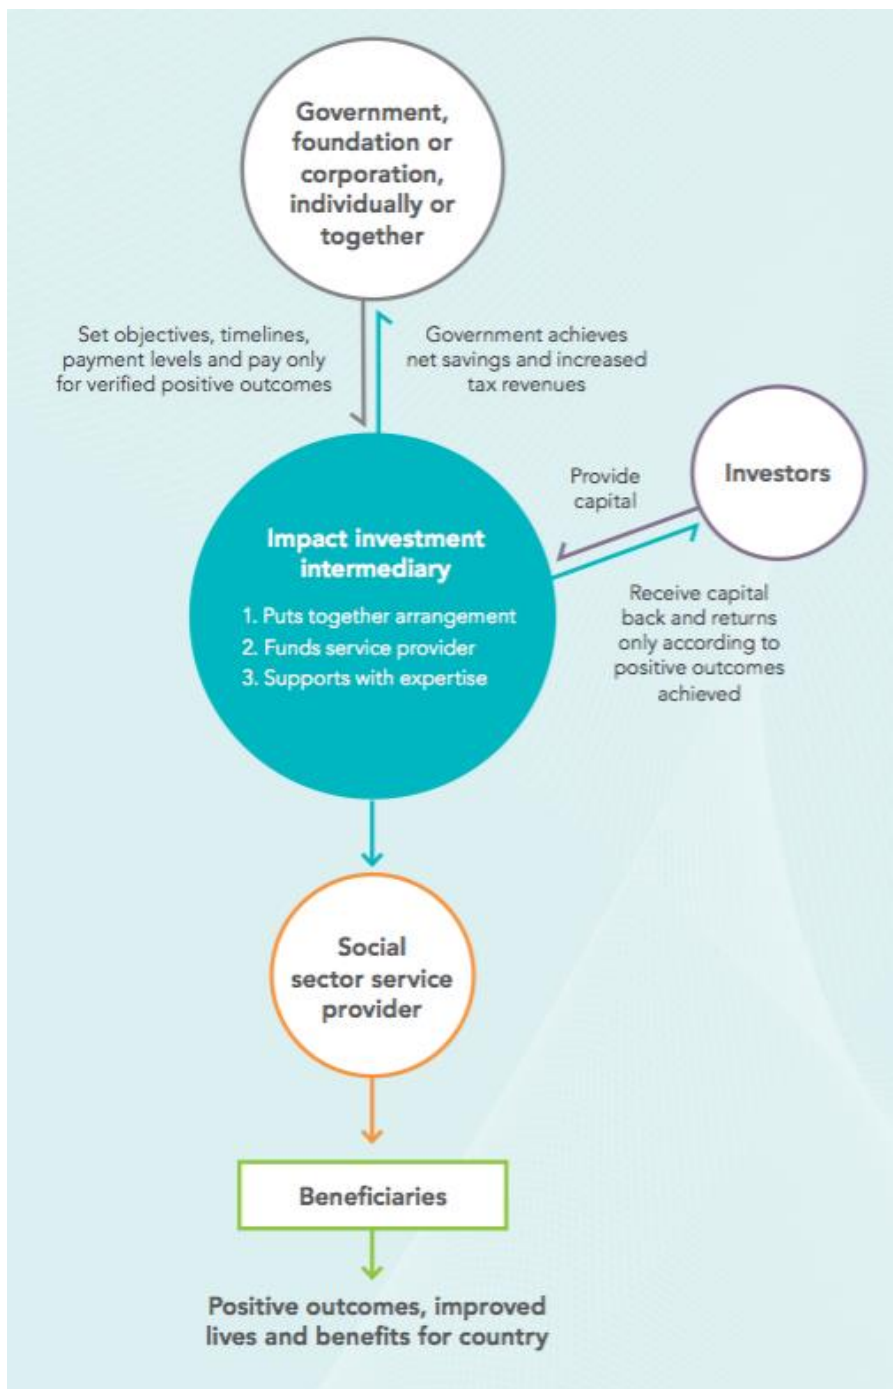 Government,
foundation or
corporation,
individually or
together
Set objectives, timelines,
payment levels and pay only
for verified positive outcomes
Government achieves
net savings and increased
tax revenues
Investors
Provide
capital
Impact investment
intermediary
1. Puts together arrangement
2. Funds service provider
3. Supports with expertise
Receive capital
back and returns
only according to
positive outcomes
achieved
Social
sector service
provider
Beneficiaries
Positive outcomes, improved
lives and benefits for country